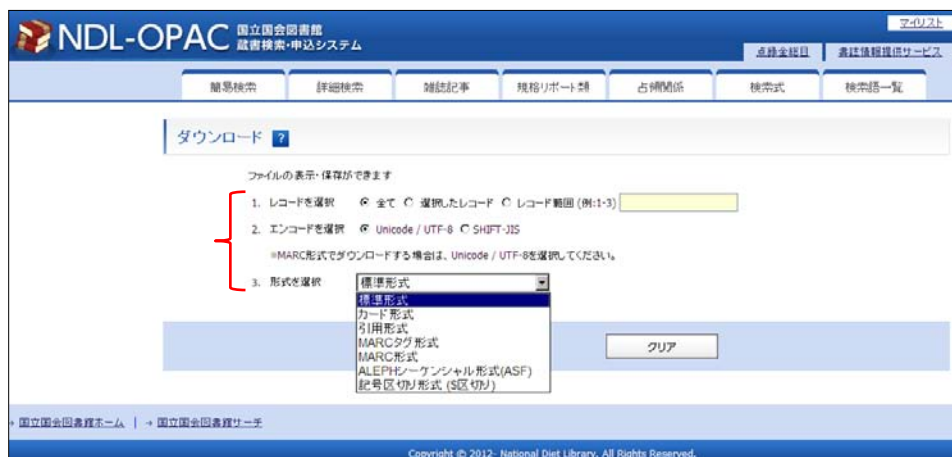 NDL-OPAC 国立国会図書館
蔵書検索・申込システム
マイリスト
点録全総目 書誌情報提供サービス
簡易検索 詳細検索 雑誌記事 規格リポート類 占領関係 検索式 検索語一覧
ダウンロード ?
ファイルの表示・保存ができます
1. レコードを選択 全て 選択したレコード レコード範囲 (例:1-3)
2. エンコードを選択 Unicode / UTF-8 SHIFT-JIS
※MARC形式でダウンロードする場合は、Unicode / UTF-8を選択してください。
3. 形式を選択 標準形式
標準形式
カード形式
引用形式
MARCタグ形式
MARC形式
ALEPHシーケンシャル形式(ASF)
記号区切り形式 ($区切り)
クリア
→ 国立国会図書館ホーム | → 国立国会図書館サーチ
Copyright © 2012- National Diet Library. All Rights Reserved.